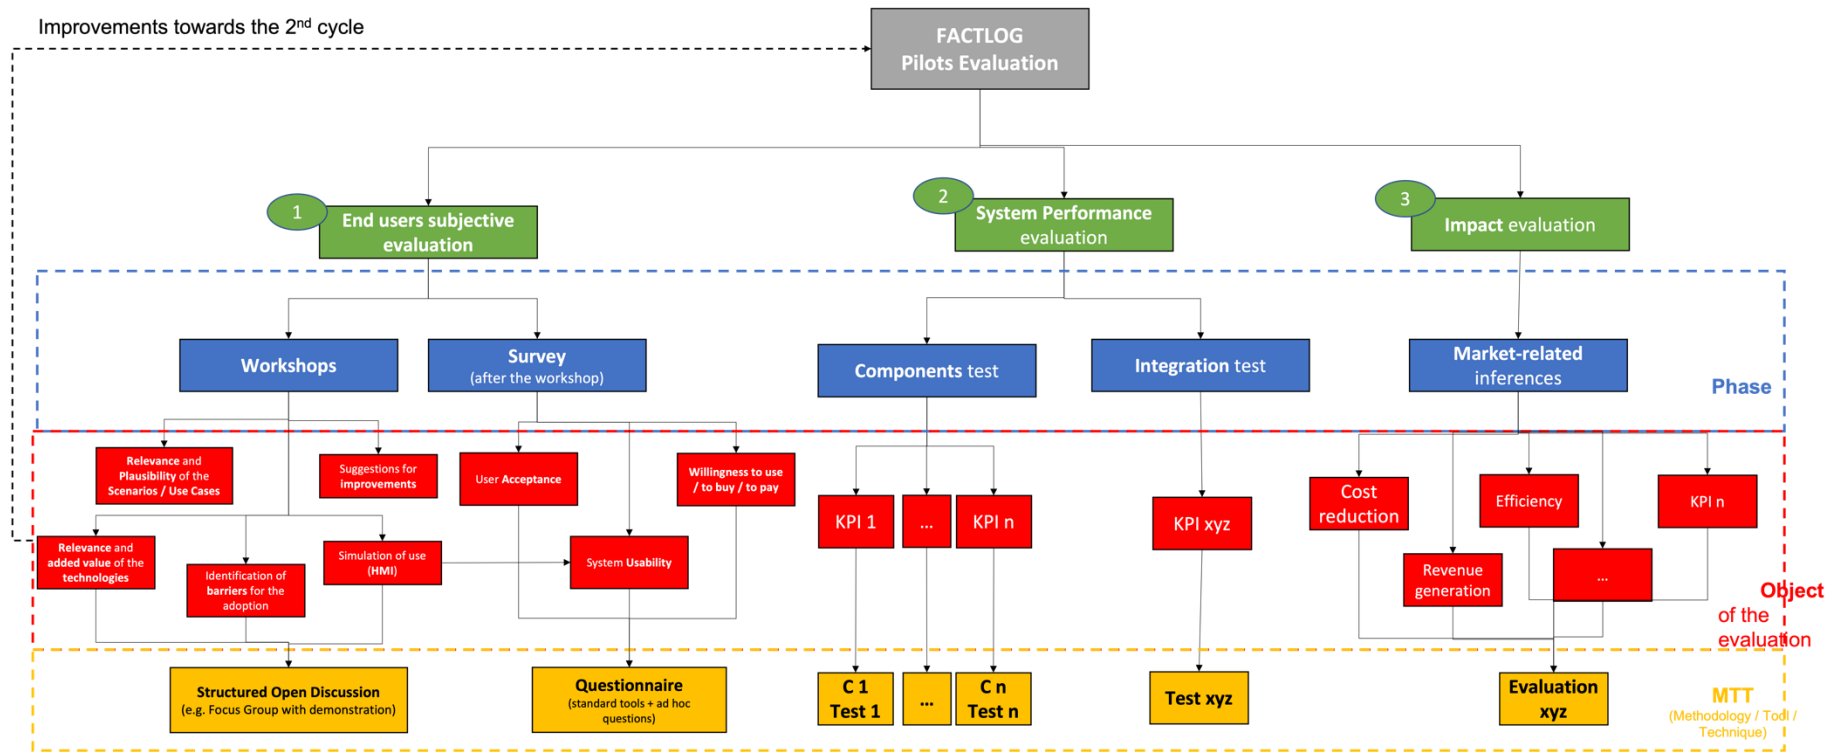 Improvements towards the 2nd cycle
FACTLOG
Pilots Evaluation
1
End users subjective
evaluation
2
System Performance
evaluation
3
Impact evaluation
Workshops
Survey
(after the workshop)
Components test
Integration test
Market-related
inferences
Phase
Relevance and
Plausibility of the
Scenarios / Use Cases
Suggestions for
improvements
User Acceptance
Willingness to use
/ to buy / to pay
KPI 1
...
KPI n
KPI xyz
Cost
reduction
Efficiency
KPI n
Relevance and
added value of the
technologies
Identification of
barriers for the
adoption
Simulation of use
(HMI)
System Usability
Revenue
generation
...
Object
of the
evaluation
Structured Open Discussion
(e.g. Focus Group with demonstration)
Questionnaire
(standard tools + ad hoc
questions)
C 1
Test 1
...
C n
Test n
Test xyz
Evaluation
xyz
MTT
(Methodology / Tool /
Technique)